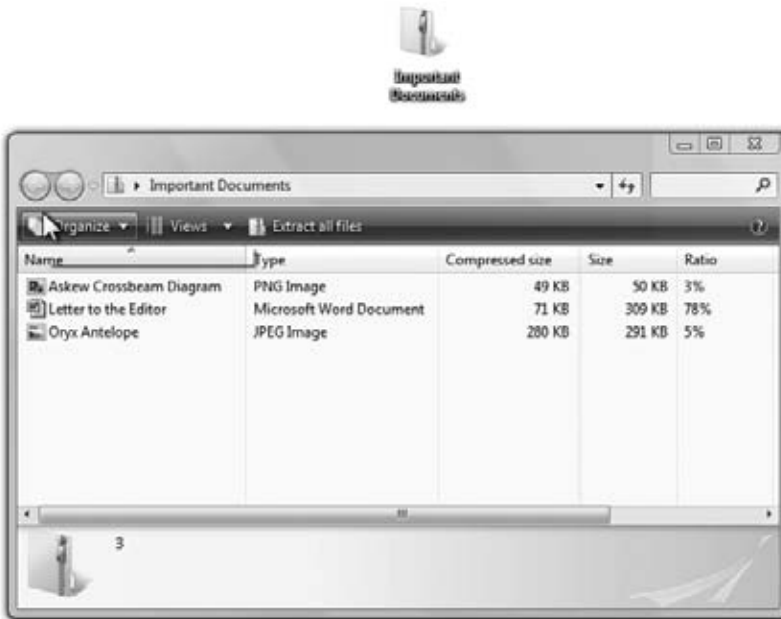 Important
Documents
Important Documents
Organize Views Extract all files
Name Type Compressed size Size Ratio
Askew Crossbeam Diagram PNG Image 49 KB 50 KB 3%
Letter to the Editor Microsoft Word Document 71 KB 309 KB 78%
Oryx Antelope JPEG Image 280 KB 291 KB 5%
3